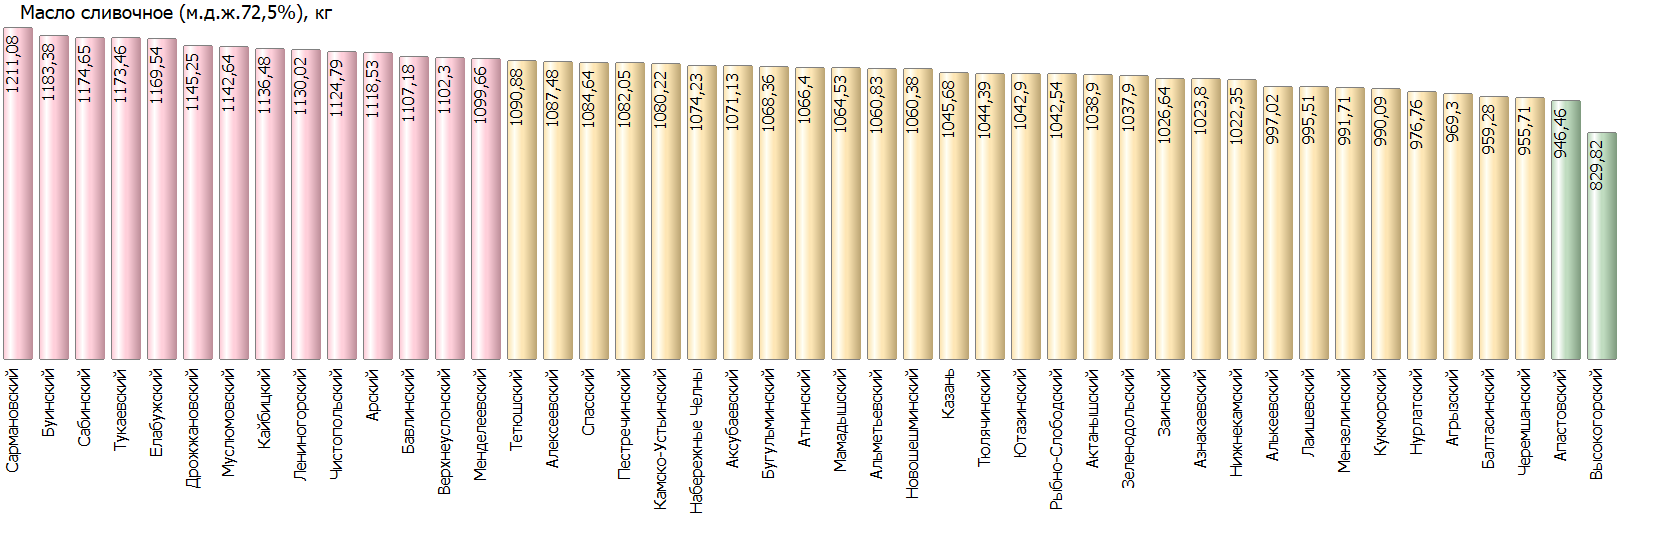 Масло сливочное (м.д.ж.72,5%), кг
1211,08
1183,38
1174,65
1173,46
1169,54
1145,25
1142,64
1136,48
1130,02
1124,79
1118,53
1107,18
1102,3
1099,66
1090,88
1087,48
1084,64
1082,05
1080,22
1074,23
1071,13
1068,36
1066,4
1064,53
1060,83
1060,38
1045,68
1044,39
1042,9
1042,54
1038,9
1037,9
1026,64
1023,8
1022,35
997,02
995,51
991,71
990,09
976,76
969,3
959,28
955,71
946,46
829,82
Сармановский
Буинский
Сабинский
Тукаевский
Елабужский
Дрожжановский
Муслюмовский
Кайбицкий
Лениногорский
Чистопольский
Арский
Бавлинский
Верхнеуслонский
Менделеевский
Тетюшский
Алексеевский
Спасский
Пестречинский
Камско-Устьинский
Набережные Челны
Аксубаевский
Бугульминский
Атнинский
Мамадышский
Альметьевский
Новошешминский
Казань
Тюлячинский
Ютазинский
Рыбно-Слободский
Актанышский
Зеленодольский
Заинский
Азнакаевский
Нижнекамский
Алькеевский
Лаишевский
Мензелинский
Кукморский
Нурлатский
Агрызский
Балтасинский
Черемшанский
Апастовский
Высокогорский